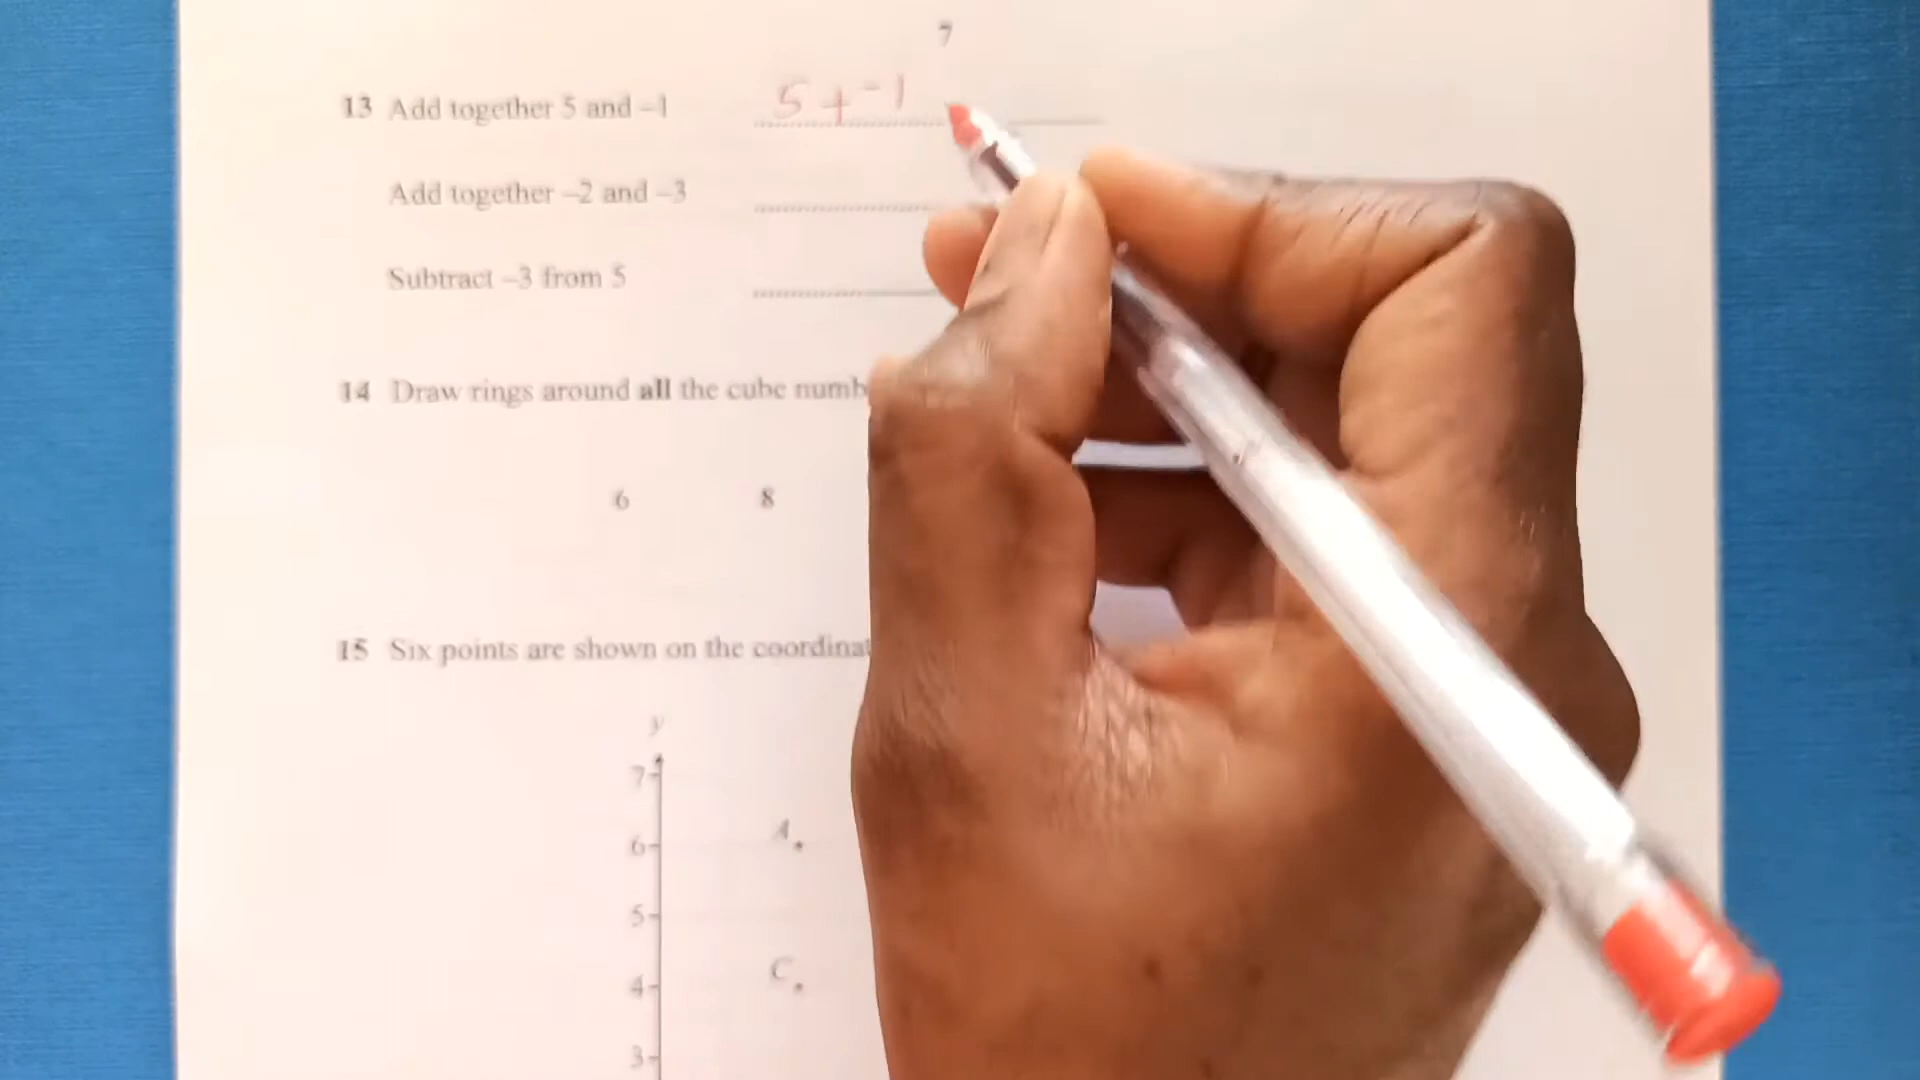 7
13 Add together 5 and –1 5 + -1
Add together –2 and –3
Subtract –3 from 5
14 Draw rings around all the cube
6 8
15 Six points are shown on the
y
7
6 A
5
C
4
3